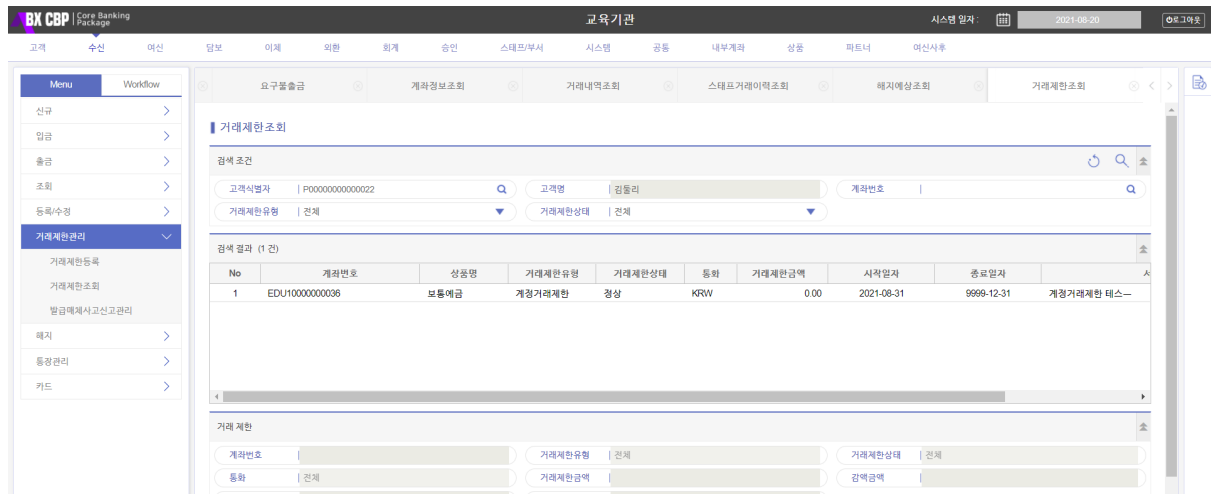 BX CBP Core Banking Package 교육기관 시스템 일자 : 2021-08-20 로그아웃
고객 수신 여신 담보 이체 외환 회계 승인 스태프/부서 시스템 공통 내부계좌 상품 파트너 여신사후
Menu Workflow 요구불출금 계좌정보조회 거래내역조회 스태프거래이력조회 해지예상조회 거래제한조회
신규
입금
출금
조회
등록/수정
거래제한관리
거래제한등록
거래제한조회
발급매체사고신고관리
해지
통장관리
카드
거래제한조회
검색 조건
고객식별자 P00000000000022 고객명 김둘리 계좌번호
거래제한유형 전체 거래제한상태 전체
검색 결과 (1 건)
No 계좌번호 상품명 거래제한유형 거래제한상태 통화 거래제한금액 시작일자 종료일자
1 EDU10000000036 보통예금 계정거래제한 정상 KRW 0.00 2021-08-31 9999-12-31 계정거래제한 테스
거래 제한
계좌번호 거래제한유형 전체 거래제한상태 전체
통화 전체 거래제한금액 감액금액